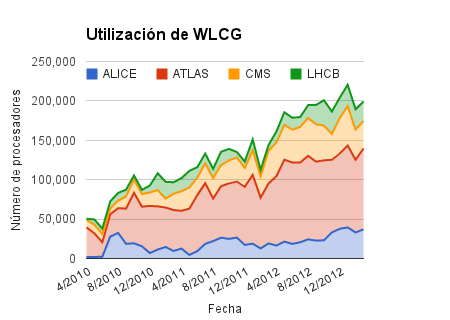 Utilización de WLCG
ALICE ATLAS CMS LHCB
250,000
200,000
150,000
100,000
50,000
0
Número de procesadores
4/2010 8/2010 12/2010 4/2011 8/2011 12/2011 4/2012 8/2012 12/2012
Fecha